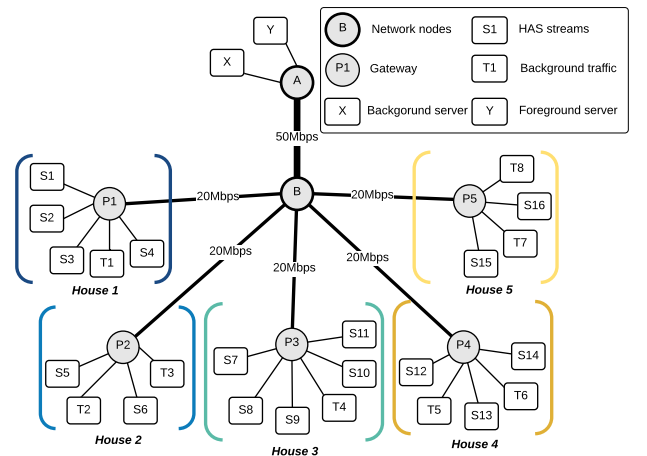 Y
X
A
B
Network nodes
S1
HAS streams
P1
Gateway
T1
Background traffic
X
Backgorund server
Y
Foreground server
50Mbps
S1
S2
S3
T1
S4
P1
House 1
20Mbps
B
20Mbps
P5
T8
S16
T7
S15
House 5
20Mbps
20Mbps
20Mbps
P2
S5
T2
S6
T3
House 2
P3
S7
S8
S9
T4
S10
S11
House 3
P4
S12
T5
S13
T6
S14
House 4